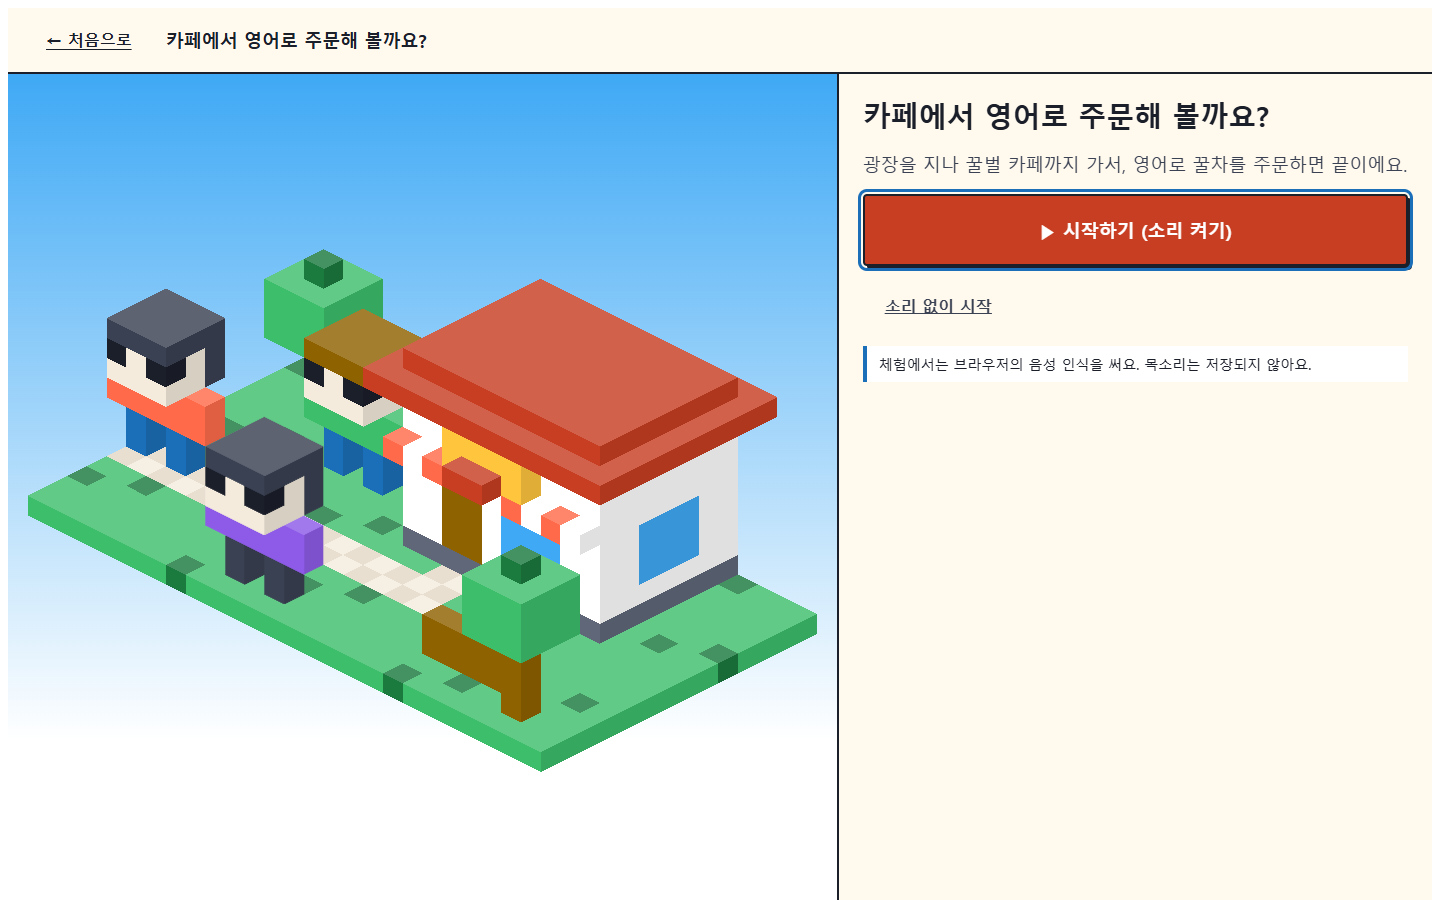 ← 처음으로 카페에서 영어로 주문해 볼까요?
카페에서 영어로 주문해 볼까요?
광장을 지나 꿀벌 카페까지 가서, 영어로 꿀차를 주문하면 끝이에요.
▶ 시작하기 (소리 켜기)
소리 없이 시작
체험에서는 브라우저의 음성 인식을 써요. 목소리는 저장되지 않아요.